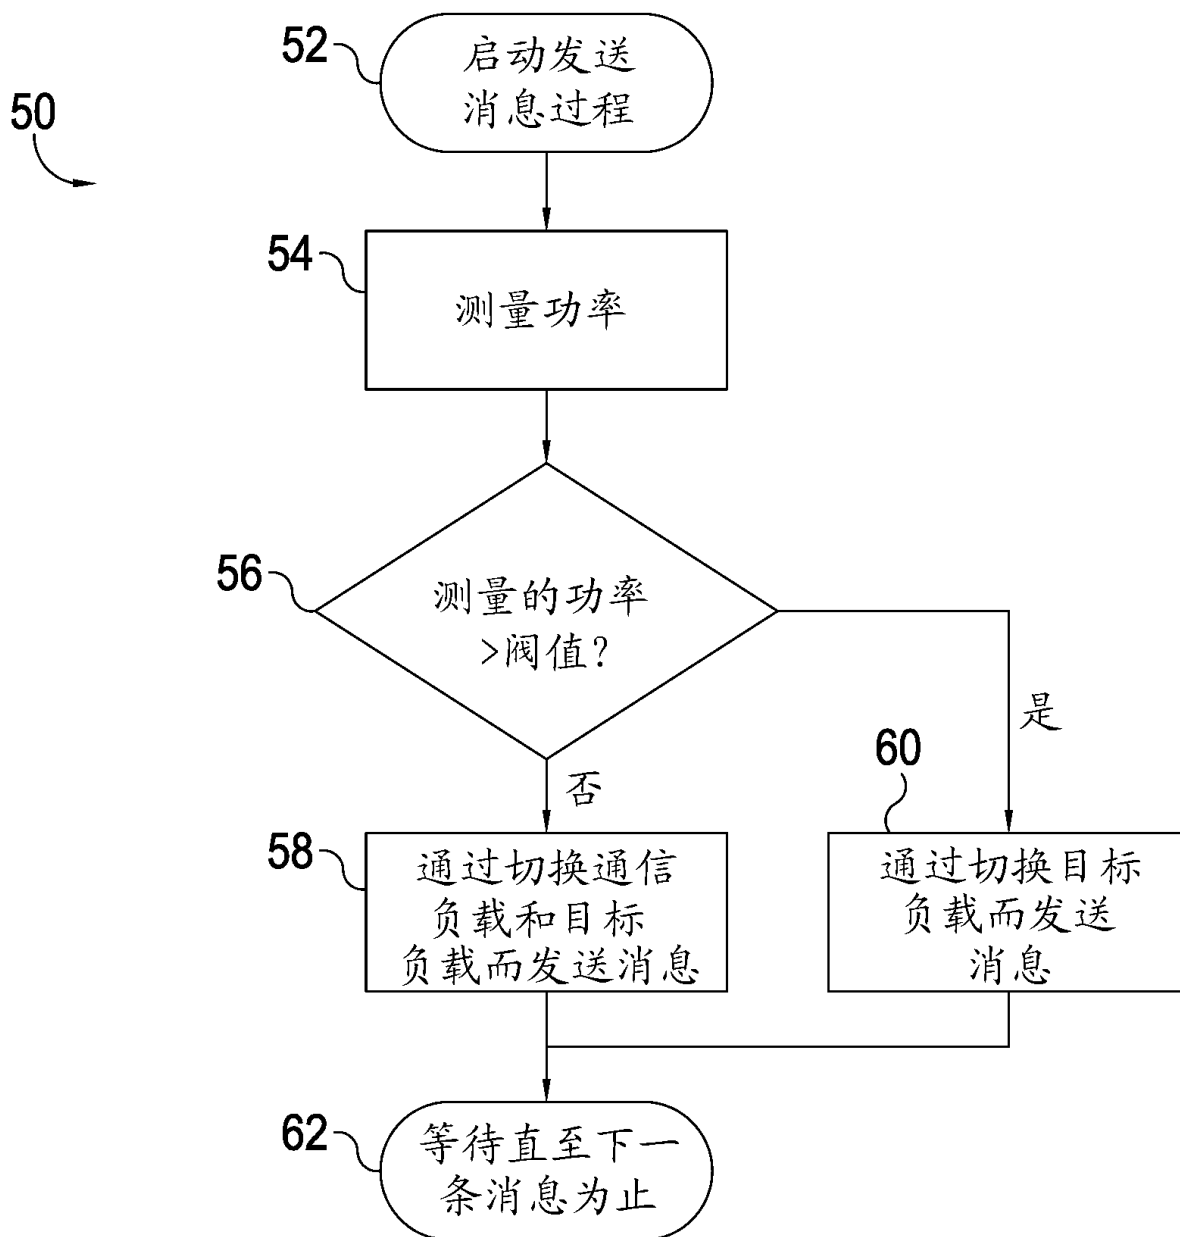 50
52
启动发送
消息过程
54
测量功率
56
测量的功率
>阀值?
是
否
58
通过切换通信
负载和目标
负载而发送消息
60
通过切换目标
负载而发送
消息
62
等待直至下一
条消息为止